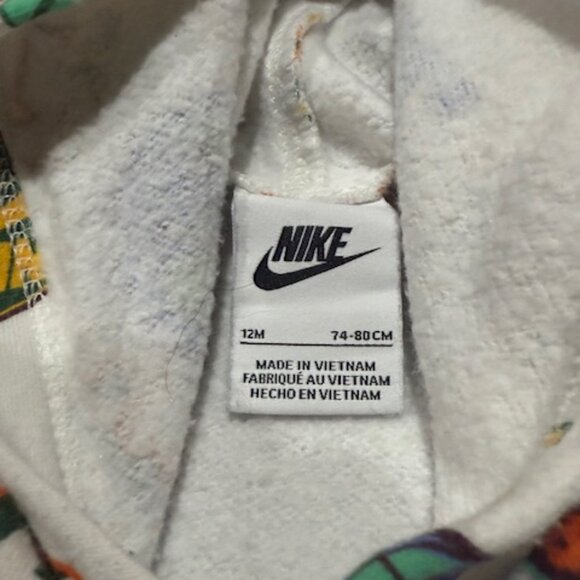 NIKE
12M 74-80CM
MADE IN VIETNAM
FABRIQUÉ AU VIETNAM
HECHO EN VIETNAM